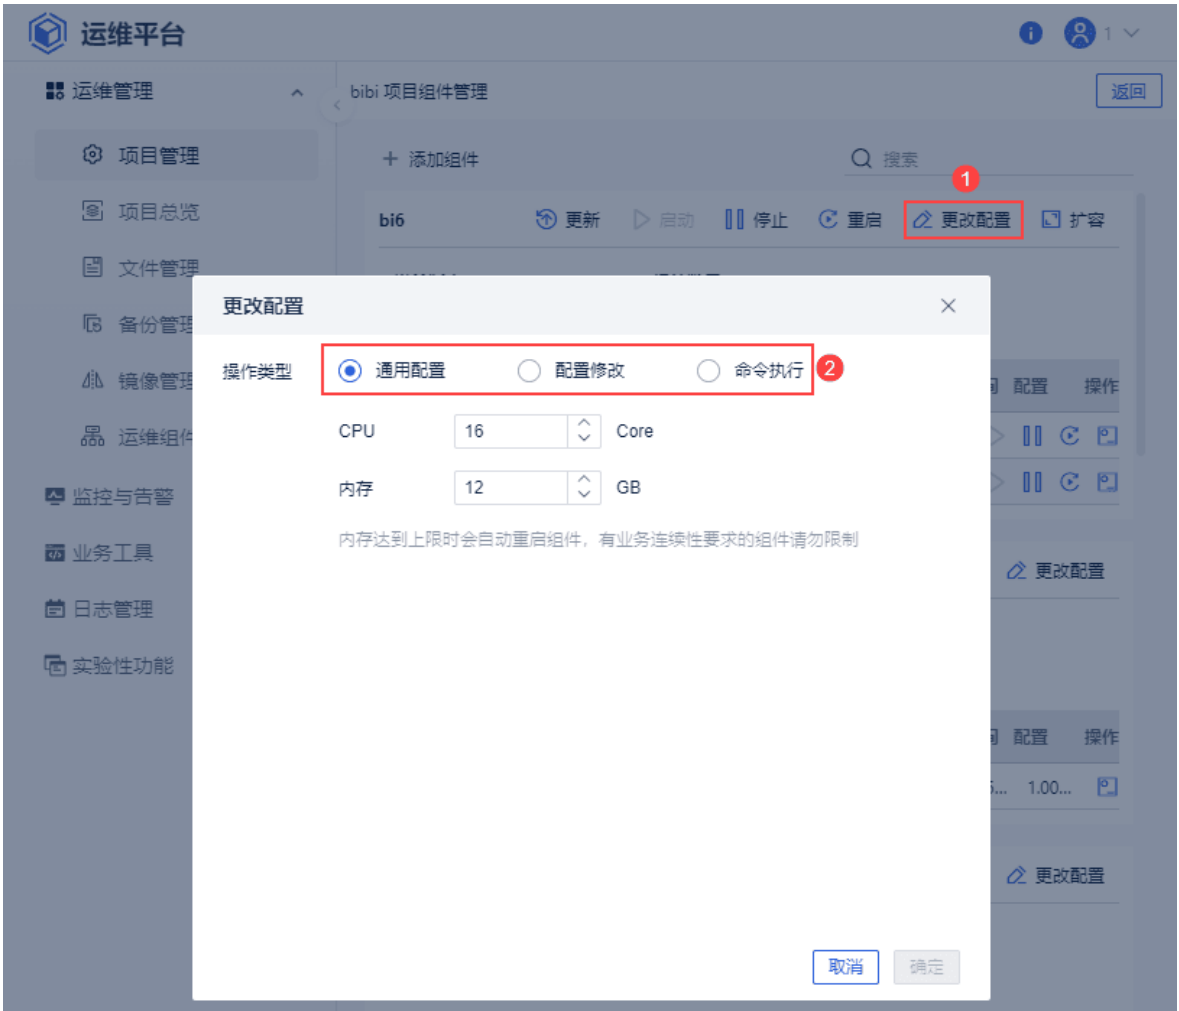 运维平台
1
运维管理
bibi 项目组件管理
返回
项目管理
添加组件
搜索
1
项目总览
bi6
更新
启动
停止
重启
更改配置
扩容
文件管理
更改配置
备份管理
操作类型
通用配置
配置修改
命令执行
2
镜像管理
配置
操作
CPU
16
Core
运维组件
内存
12
GB
监控与告警
内存达到上限时会自动重启组件，有业务连续性要求的组件请勿限制
业务工具
更改配置
日志管理
实验性功能
配置
操作
1.00...
更改配置
取消
确定